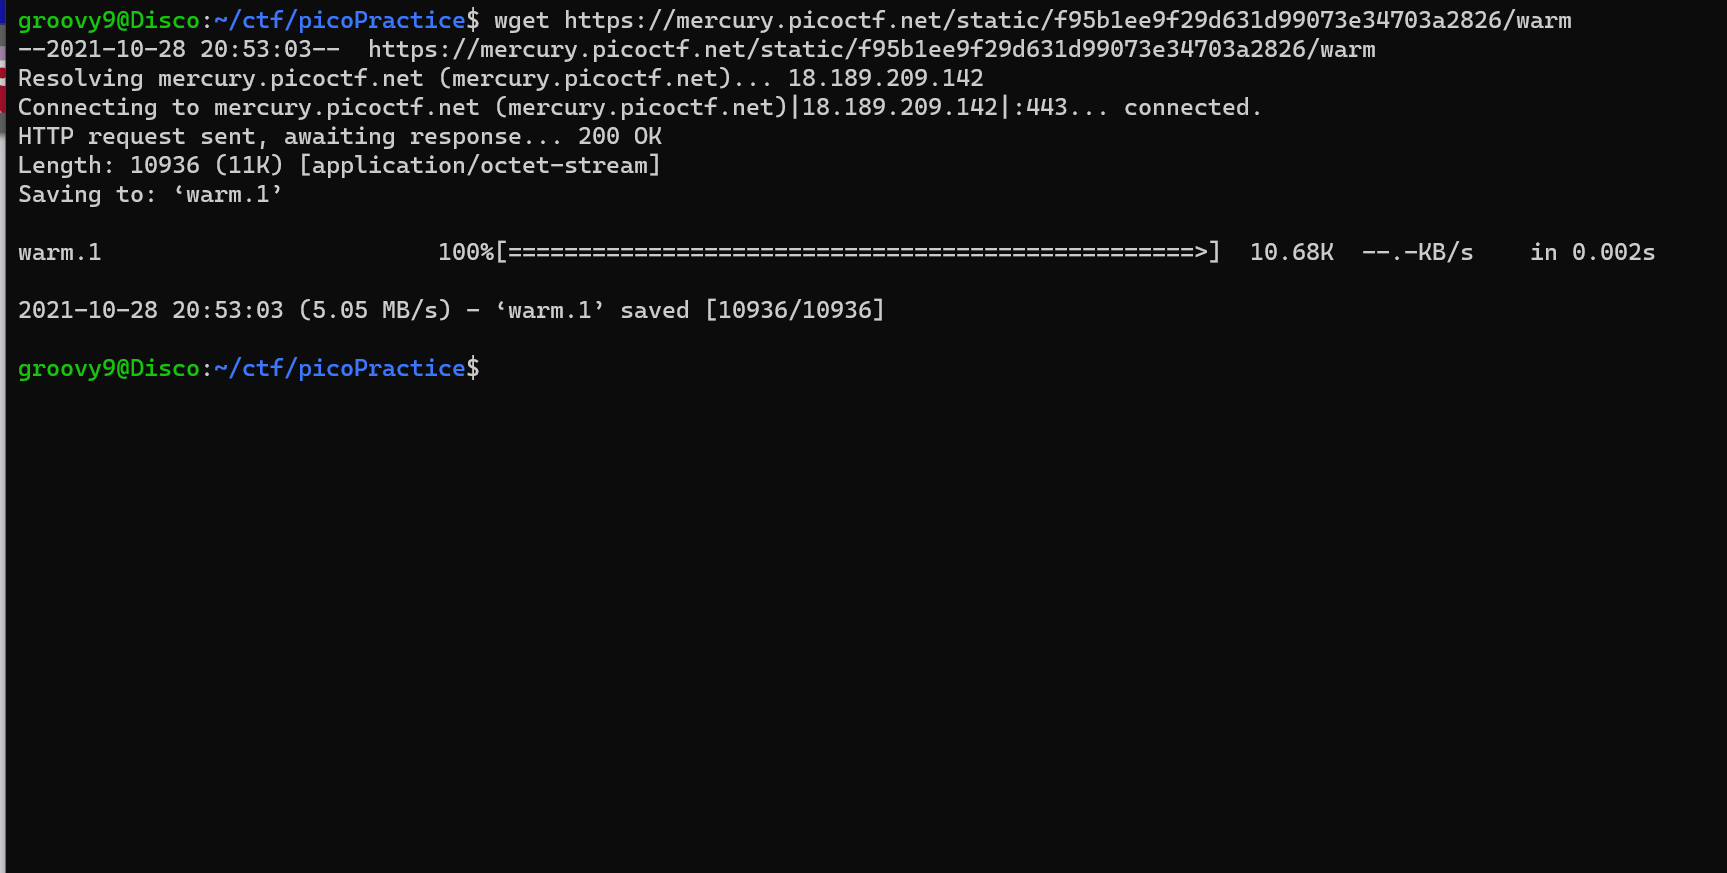 groovy9@Disco:~/ctf/picoPractice$ wget https://mercury.picoctf.net/static/f95b1ee9f29d631d99073e34703a2826/warm
--2021-10-28 20:53:03--  https://mercury.picoctf.net/static/f95b1ee9f29d631d99073e34703a2826/warm
Resolving mercury.picoctf.net (mercury.picoctf.net)... 18.189.209.142
Connecting to mercury.picoctf.net (mercury.picoctf.net)|18.189.209.142|:443... connected.
HTTP request sent, awaiting response... 200 OK
Length: 10936 (11K) [application/octet-stream]
Saving to: ‘warm.1’
warm.1                        100%[=================================================>]  10.68K  --.-KB/s    in 0.002s
2021-10-28 20:53:03 (5.05 MB/s) - ‘warm.1’ saved [10936/10936]
groovy9@Disco:~/ctf/picoPractice$